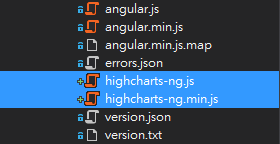 angular.js
angular.min.js
angular.min.js.map
errors.json
highcharts-ng.js
highcharts-ng.min.js
version.json
version.txt